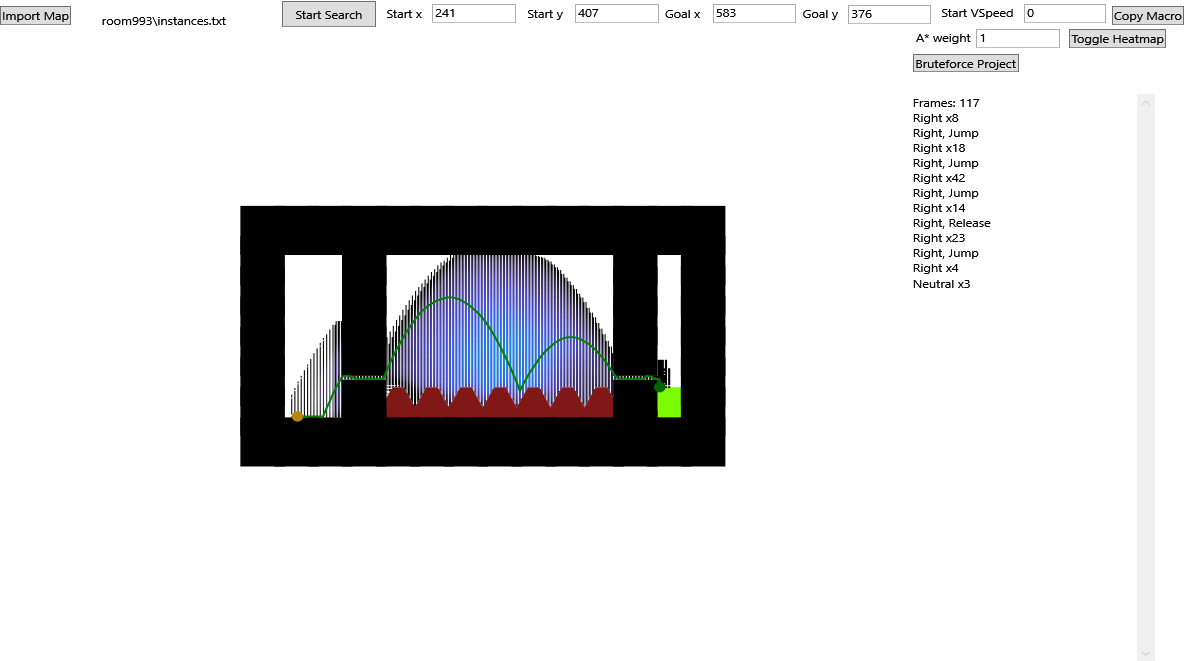 Import Map
room993\instances.txt
Start Search
Start x 241
Start y 407
Goal x 583
Goal y 376
Start VSpeed 0
Copy Macro
A* weight 1
Toggle Heatmap
Bruteforce Project
Frames: 117
Right x8
Right, Jump
Right x18
Right, Jump
Right x42
Right, Jump
Right x14
Right, Release
Right x23
Right, Jump
Right x4
Neutral x3